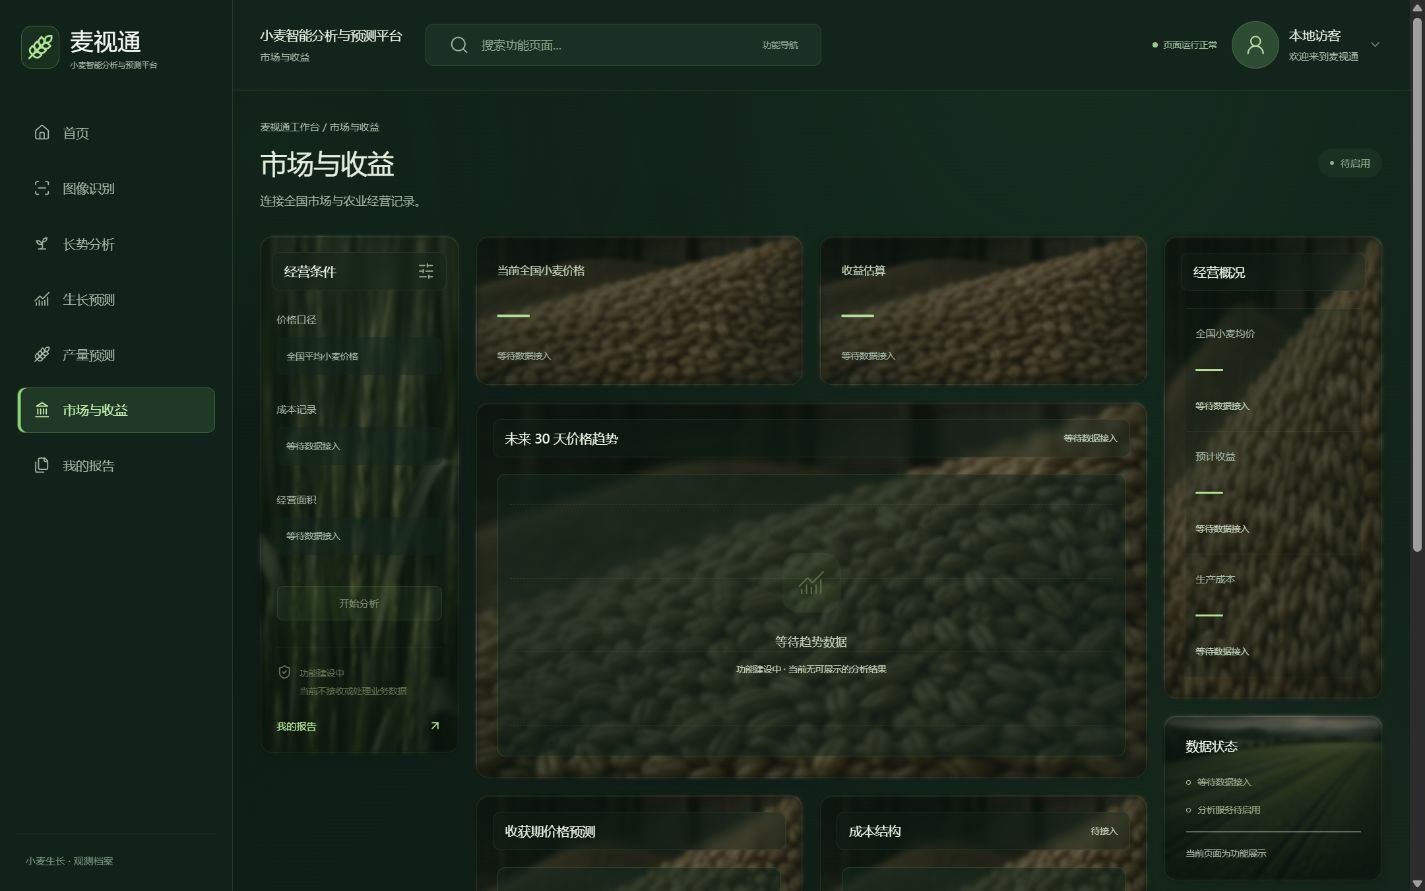 麦视通
小麦智能分析与预测平台
首页
图像识别
长势分析
生长预测
产量预测
市场与收益
我的报告
小麦生长 · 观测档案
小麦智能分析与预测平台
市场与收益
搜索功能页面...
功能导航
页面运行正常
本地访客
欢迎来到麦视通
麦视通工作台 / 市场与收益
市场与收益
连接全国市场与农业经营记录。
待启用
经营条件
价格口径
全国平均小麦价格
成本记录
等待数据接入
经营面积
等待数据接入
开始分析
功能建设中
当前不接收或处理业务数据
我的报告
当前全国小麦价格
等待数据接入
收益估算
等待数据接入
未来 30 天价格趋势
等待数据接入
等待趋势数据
功能建设中 · 当前无可展示的分析结果
收获期价格预测
成本结构
待接入
经营概况
全国小麦均价
等待数据接入
预计收益
等待数据接入
生产成本
等待数据接入
数据状态
等待数据接入
分析服务待启用
当前页面为功能展示